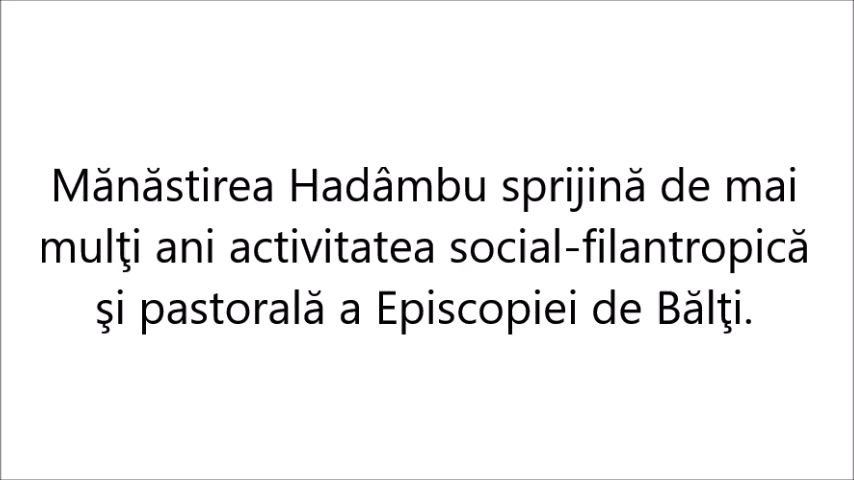 Mănăstirea Hadâmbu sprijină de mai
mulţi ani activitatea social-filantropică
şi pastorală a Episcopiei de Bălţi.